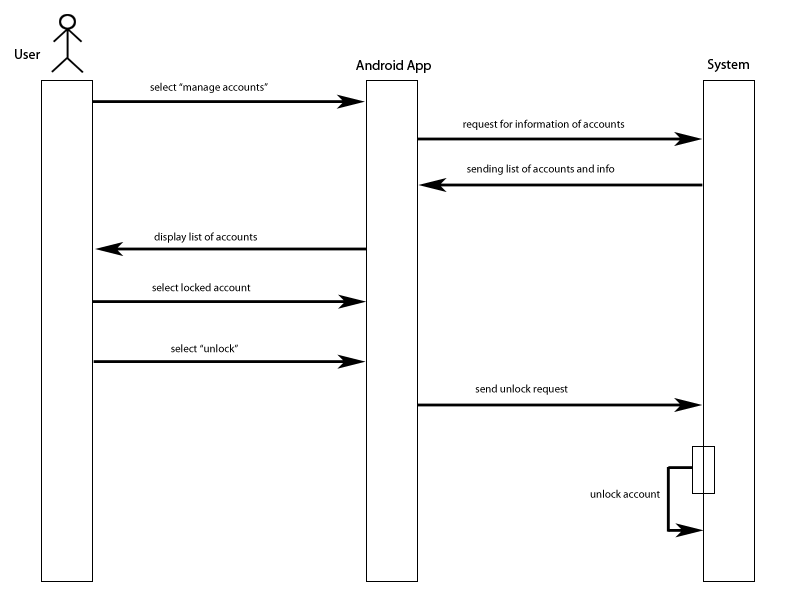 User
Android App
System
select “manage accounts”
request for information of accounts
sending list of accounts and info
display list of accounts
select locked account
select “unlock”
send unlock request
unlock account